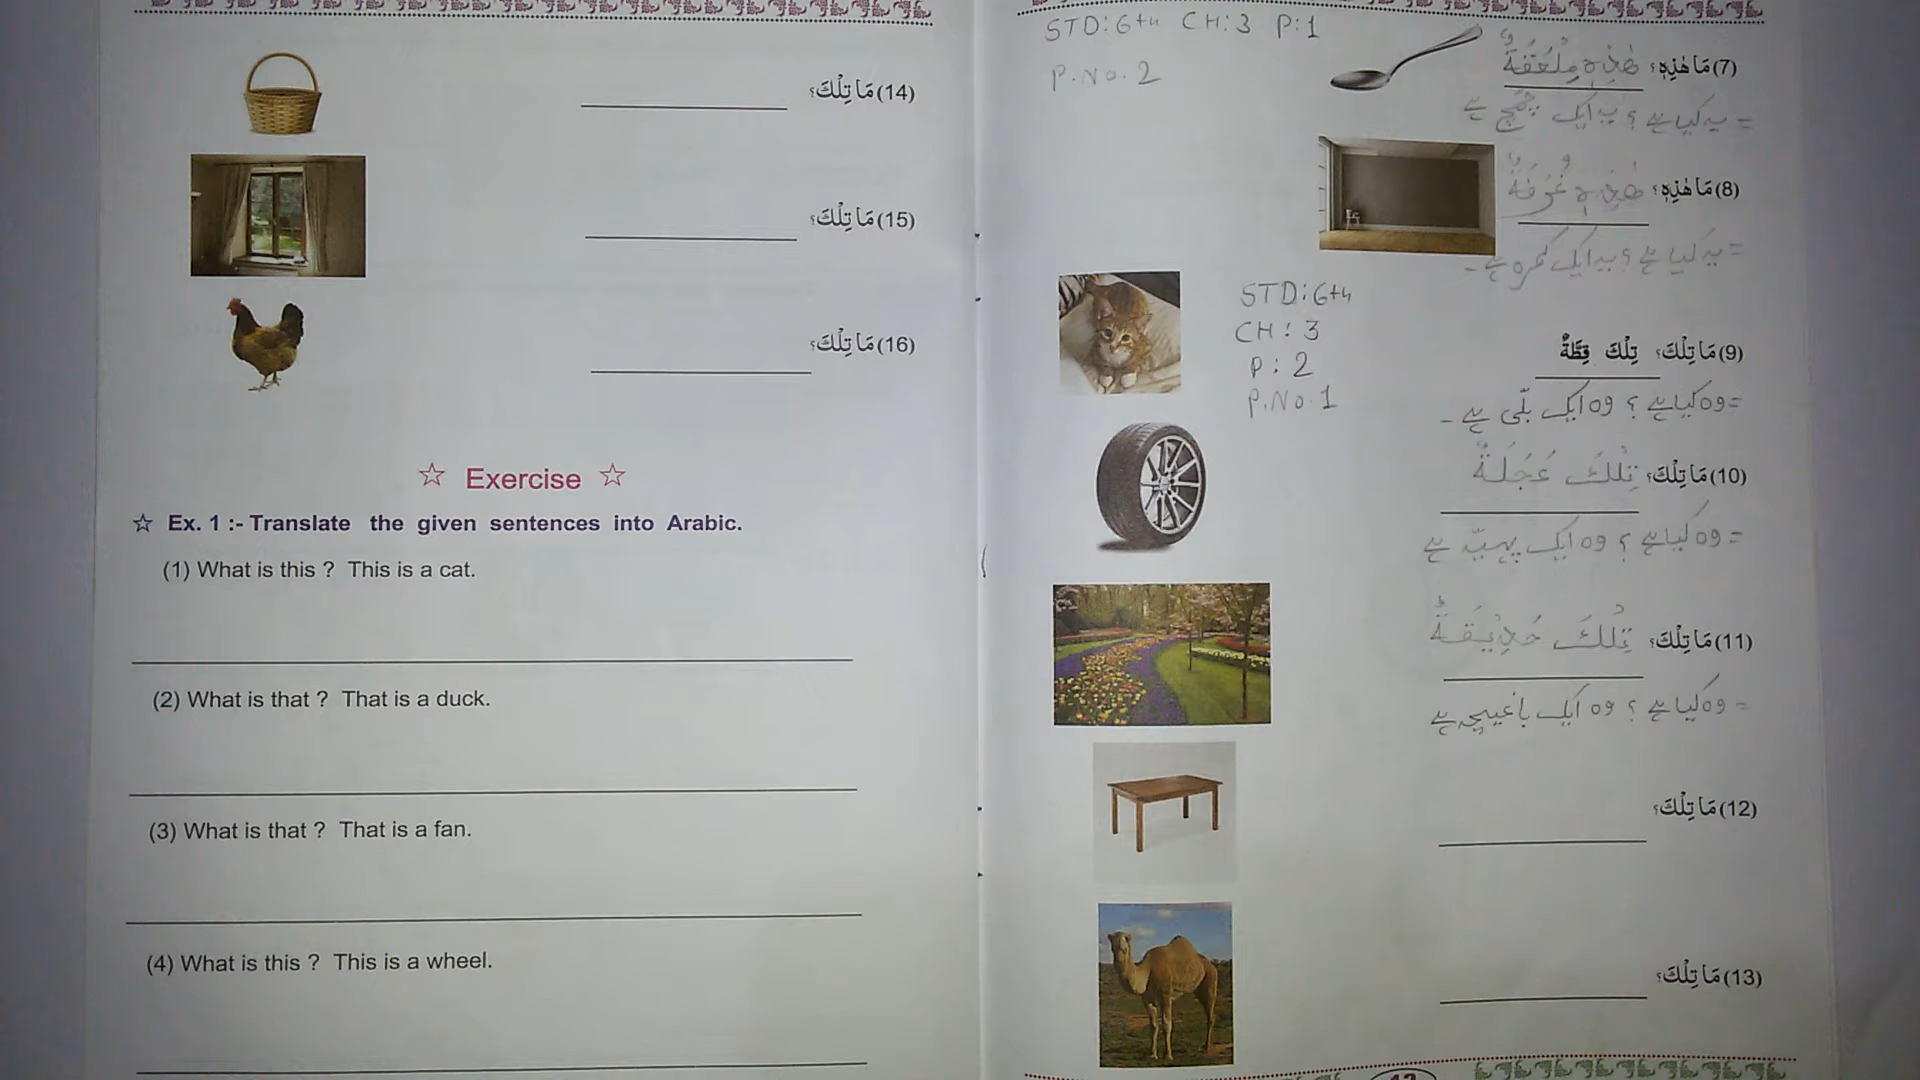 STD: 6th CH: 3 P: 1
P. No. 2
(7) مَا هٰذِهٖ؟ هٰذِهٖ مِلْعَقَةٌ
= یہ کیا ہے ؟ یہ ایک چمّچ ہے
(8) مَا هٰذِهٖ؟ هٰذِهٖ غُرْفَةٌ
= یہ کیا ہے ؟ یہ ایک کمرہ ہے ۔
STD: 6th
CH: 3
P: 2
P. No. 1
(9) مَا تِلْكَ؟ تِلْكَ قِطَّةٌ
= وہ کیا ہے ؟ وہ ایک بلّی ہے ۔
(10) مَا تِلْكَ؟ تِلْكَ عَجَلَةٌ
= وہ کیا ہے ؟ وہ ایک پہیّہ ہے
(11) مَا تِلْكَ؟ تِلْكَ حَدِيْقَةٌ
= وہ کیا ہے ؟ وہ ایک باغیچہ ہے
(12) مَا تِلْكَ؟
(13) مَا تِلْكَ؟
(14) مَا تِلْكَ؟
(15) مَا تِلْكَ؟
(16) مَا تِلْكَ؟
☆ Exercise ☆
☆ Ex. 1 :- Translate the given sentences into Arabic.
(1) What is this ? This is a cat.
(2) What is that ? That is a duck.
(3) What is that ? That is a fan.
(4) What is this ? This is a wheel.